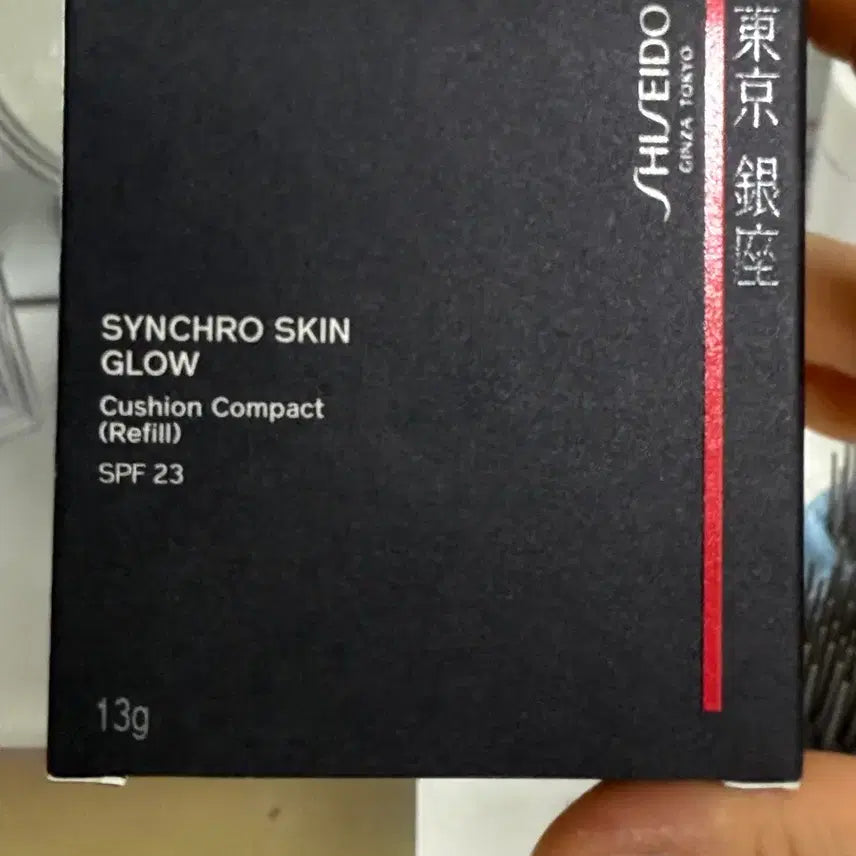 SHISEIDO
GINZA TOKYO
東京 銀座
SYNCHRO SKIN
GLOW
Cushion Compact
(Refill)
SPF 23
13g